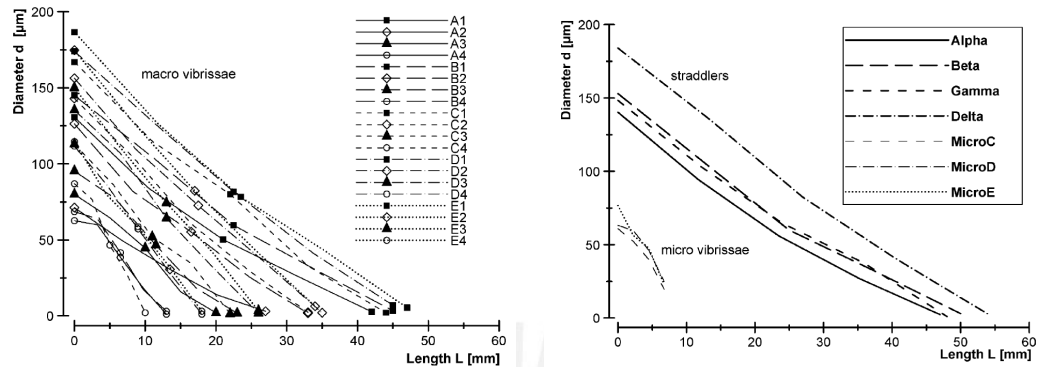 Diameter d [µm]
200
150
100
50
0
0
10
20
30
40
50
60
Length L [mm]
macro vibrissae
A1
A2
A3
A4
B1
B2
B3
B4
C1
C2
C3
C4
D1
D2
D3
D4
E1
E2
E3
E4
Diameter d [µm]
200
150
100
50
0
0
10
20
30
40
50
60
Length L [mm]
straddlers
micro vibrissae
Alpha
Beta
Gamma
Delta
MicroC
MicroD
MicroE